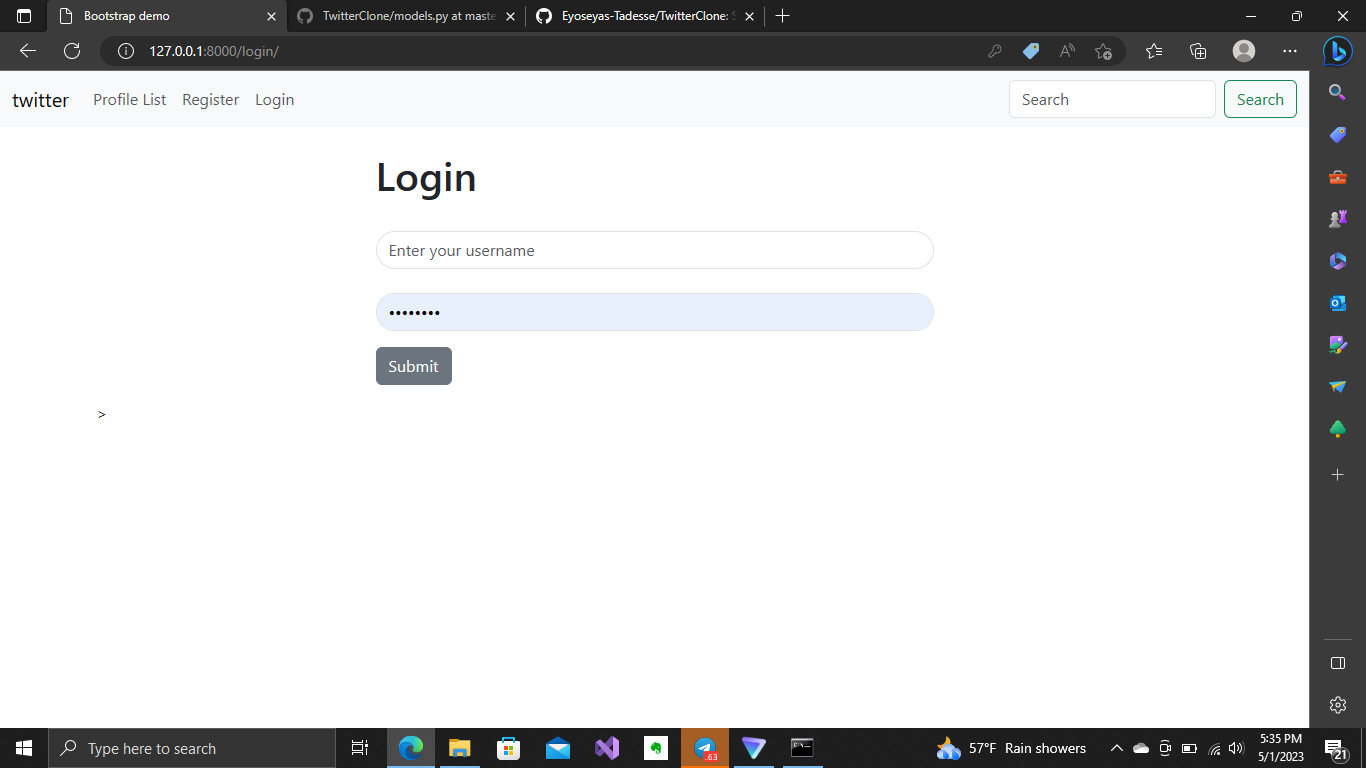 Bootstrap demo
TwitterClone/models.py at maste
Eyoseyas-Tadesse/TwitterClone: S
127.0.0.1:8000/login/
twitter Profile List Register Login Search Search
Login
Enter your username
••••••••
Submit
>
Type here to search
.63
57°F Rain showers
5:35 PM
5/1/2023
21